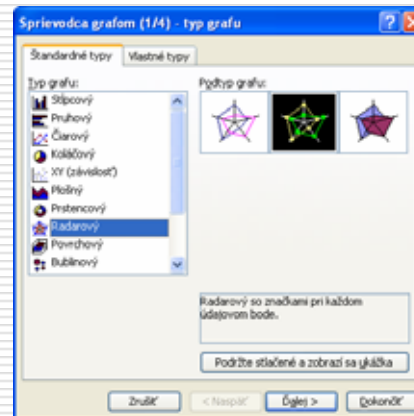 Sprievodca grafom (1/4) - typ grafu
Štandardné typy
Vlastné typy
Typ grafu:
Podtyp grafu:
Stĺpcový
Pruhový
Čiarový
Koláčový
XY (závislosť)
Plošný
Prstencový
Radarový
Povrchový
Bublinový
Radarový so značkami pri každom
údajovom bode.
Podržte stlačené a zobrazí sa ukážka
Zrušiť
< Naspäť
Ďalej >
Dokončiť